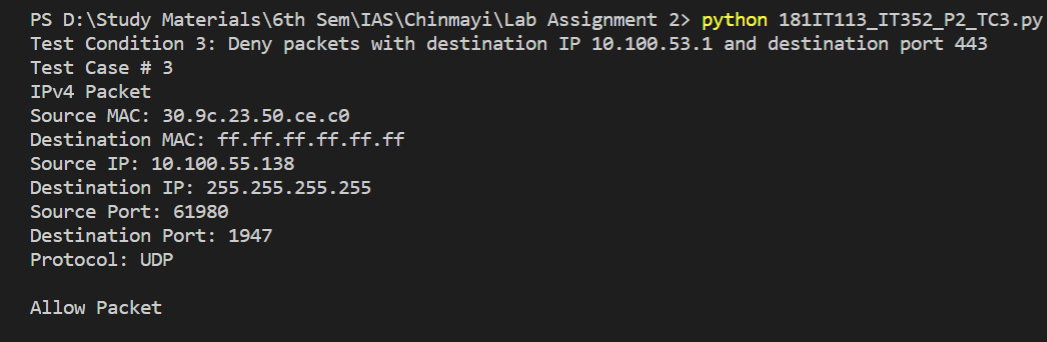 PS D:\Study Materials\6th Sem\IAS\Chinmayi\Lab Assignment 2> python 181IT113_IT352_P2_TC3.py
Test Condition 3: Deny packets with destination IP 10.100.53.1 and destination port 443
Test Case # 3
IPv4 Packet
Source MAC: 30.9c.23.50.ce.c0
Destination MAC: ff.ff.ff.ff.ff.ff
Source IP: 10.100.55.138
Destination IP: 255.255.255.255
Source Port: 61980
Destination Port: 1947
Protocol: UDP
Allow Packet